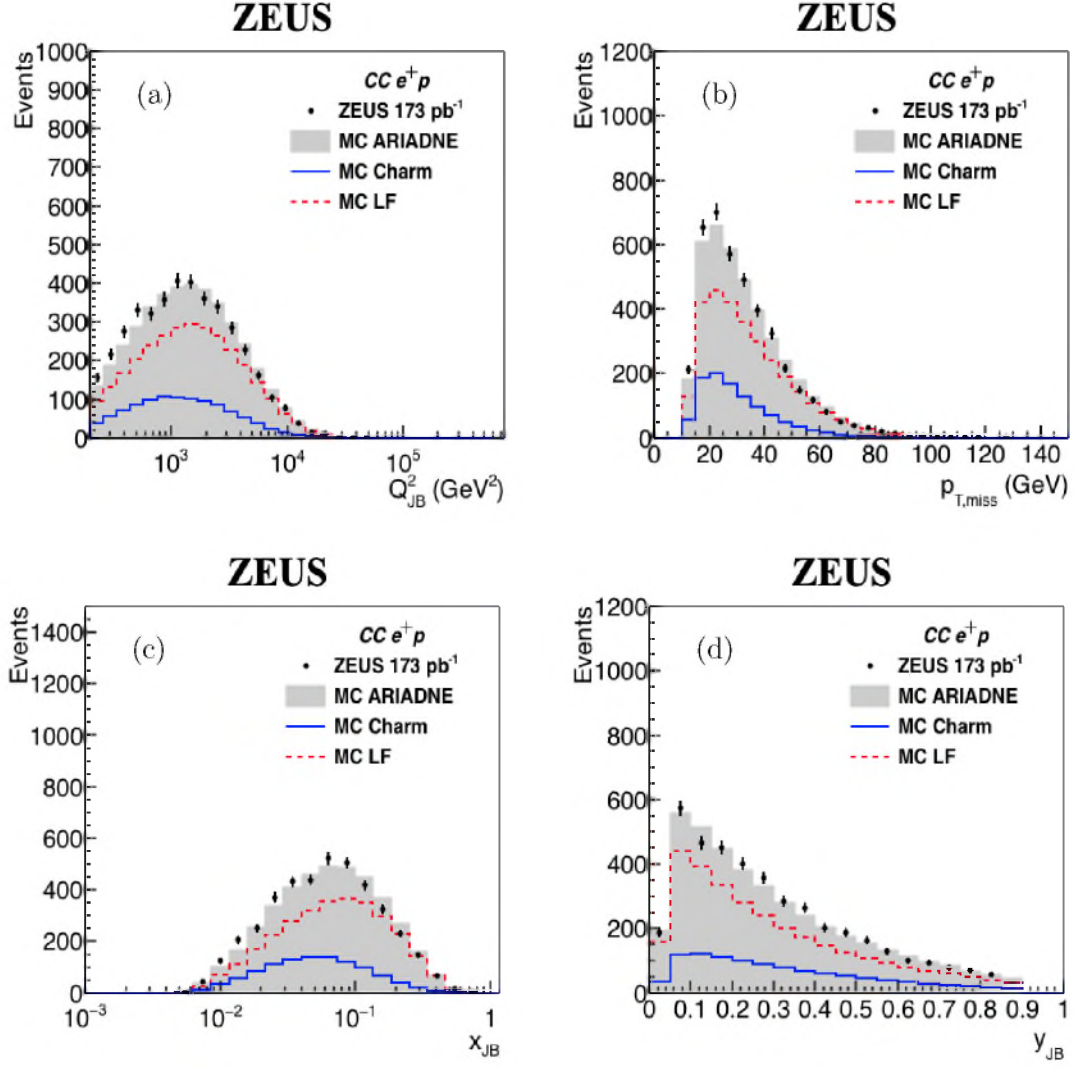 ZEUS
Events
1000
900
800
700
600
500
400
300
200
100
0
(a)
CC e⁺p
ZEUS 173 pb⁻¹
MC ARIADNE
MC Charm
MC LF
10³ 10⁴ 10⁵
Q²JB (GeV²)
ZEUS
Events
1200
1000
800
600
400
200
0
(b)
CC e⁺p
ZEUS 173 pb⁻¹
MC ARIADNE
MC Charm
MC LF
0 20 40 60 80 100 120 140
pT,miss (GeV)
ZEUS
Events
1400
1200
1000
800
600
400
200
0
(c)
CC e⁺p
ZEUS 173 pb⁻¹
MC ARIADNE
MC Charm
MC LF
10⁻³ 10⁻² 10⁻¹ 1
xJB
ZEUS
Events
1200
1000
800
600
400
200
0
(d)
CC e⁺p
ZEUS 173 pb⁻¹
MC ARIADNE
MC Charm
MC LF
0 0.1 0.2 0.3 0.4 0.5 0.6 0.7 0.8 0.9 1
yJB